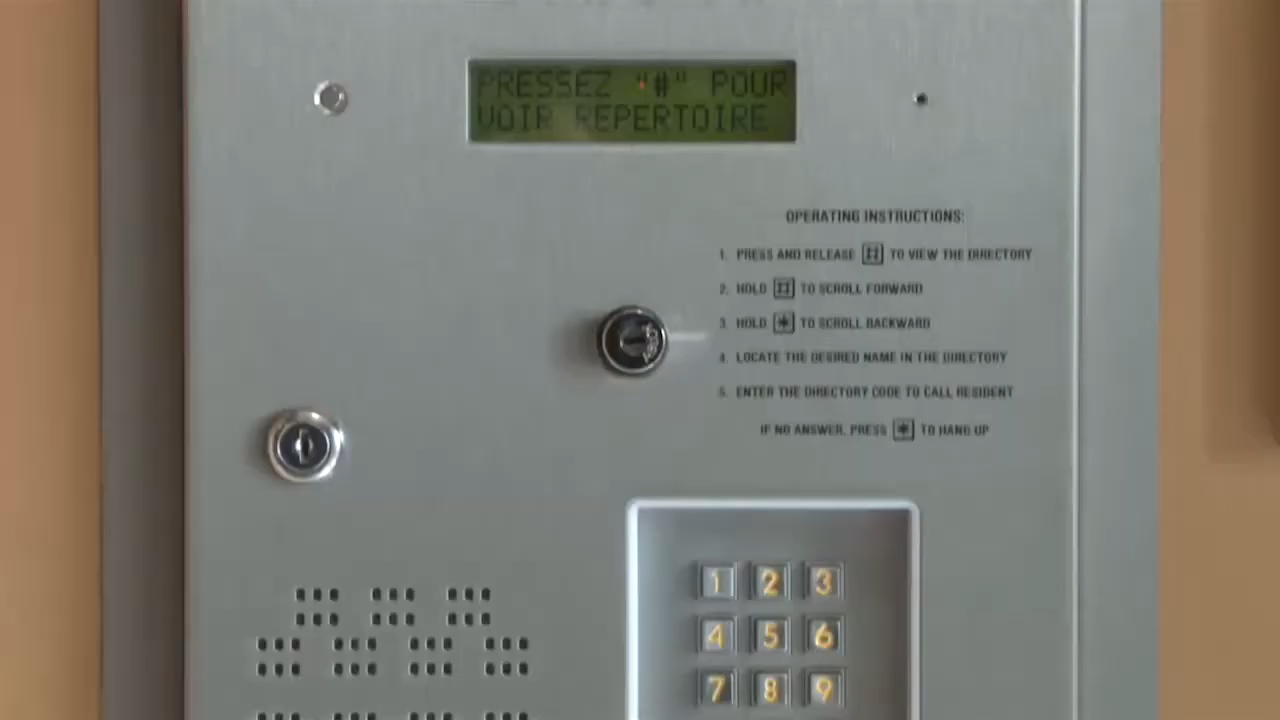 PRESSEZ "#" POUR
VOIR REPERTOIRE
OPERATING INSTRUCTIONS:
1. PRESS AND RELEASE # TO VIEW THE DIRECTORY
2. HOLD # TO SCROLL FORWARD
3. HOLD * TO SCROLL BACKWARD
4. LOCATE THE DESIRED NAME IN THE DIRECTORY
5. ENTER THE DIRECTORY CODE TO CALL RESIDENT
IF NO ANSWER, PRESS * TO HANG UP
1 2 3
4 5 6
7 8 9